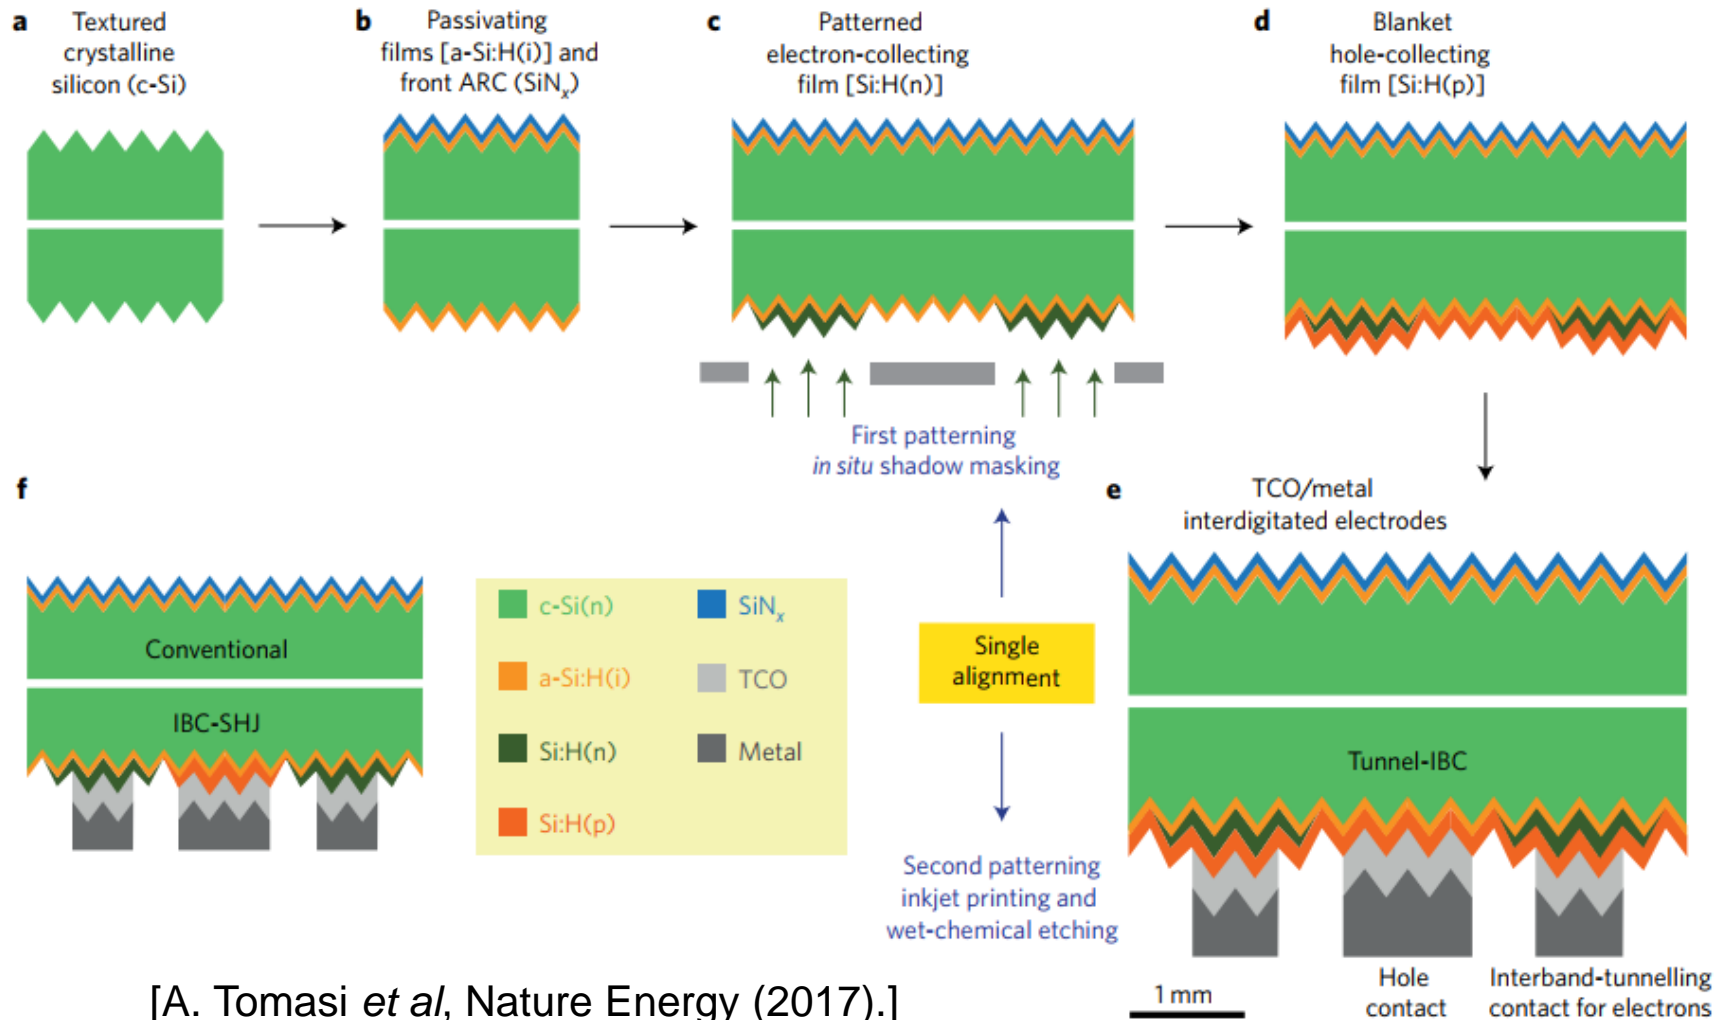 a
Textured
crystalline
silicon (c-Si)
b
Passivating
films [a-Si:H(i)] and
front ARC (SiNx)
c
Patterned
electron-collecting
film [Si:H(n)]
d
Blanket
hole-collecting
film [Si:H(p)]
First patterning
in situ shadow masking
f
Conventional
IBC-SHJ
c-Si(n)
a-Si:H(i)
Si:H(n)
Si:H(p)
SiNx
TCO
Metal
Single
alignment
Second patterning
inkjet printing and
wet-chemical etching
e
TCO/metal
interdigitated electrodes
Tunnel-IBC
1 mm
Hole
contact
Interband-tunnelling
contact for electrons
[A. Tomasi et al, Nature Energy (2017).]